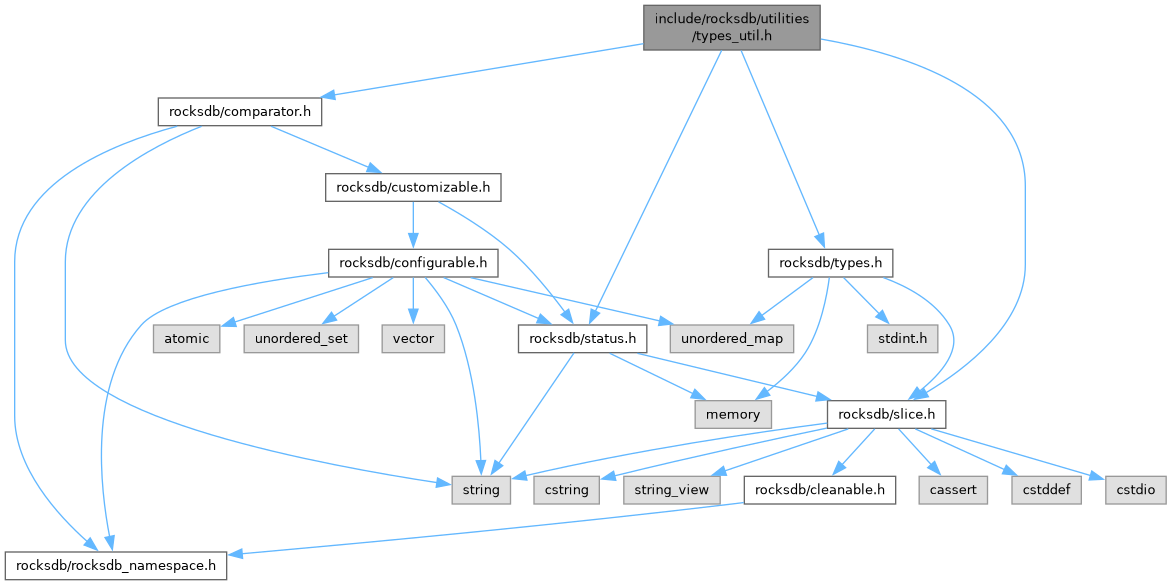 include/rocksdb/utilities
/types_util.h
rocksdb/comparator.h
rocksdb/customizable.h
rocksdb/configurable.h
rocksdb/types.h
atomic
unordered_set
vector
rocksdb/status.h
unordered_map
stdint.h
memory
rocksdb/slice.h
string
cstring
string_view
rocksdb/cleanable.h
cassert
cstddef
cstdio
rocksdb/rocksdb_namespace.h